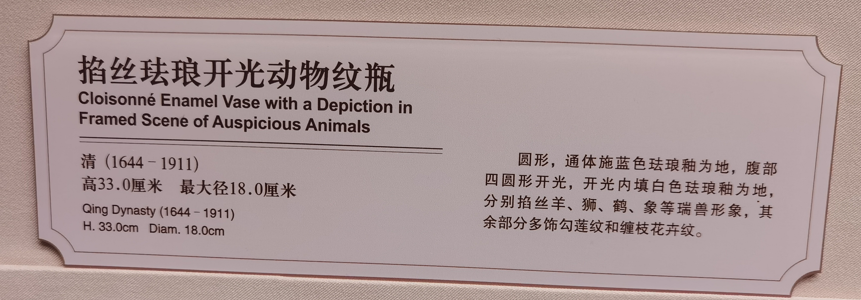 掐丝珐琅开光动物纹瓶
Cloisonné Enamel Vase with a Depiction in
Framed Scene of Auspicious Animals
清（1644－1911）
高33.0厘米　最大径18.0厘米
Qing Dynasty (1644－1911)
H. 33.0cm   Diam. 18.0cm
圆形，通体施蓝色珐琅釉为地，腹部
四圆形开光，开光内填白色珐琅釉为地，
分别掐丝羊、狮、鹤、象等瑞兽形象，其
余部分多饰勾莲纹和缠枝花卉纹。